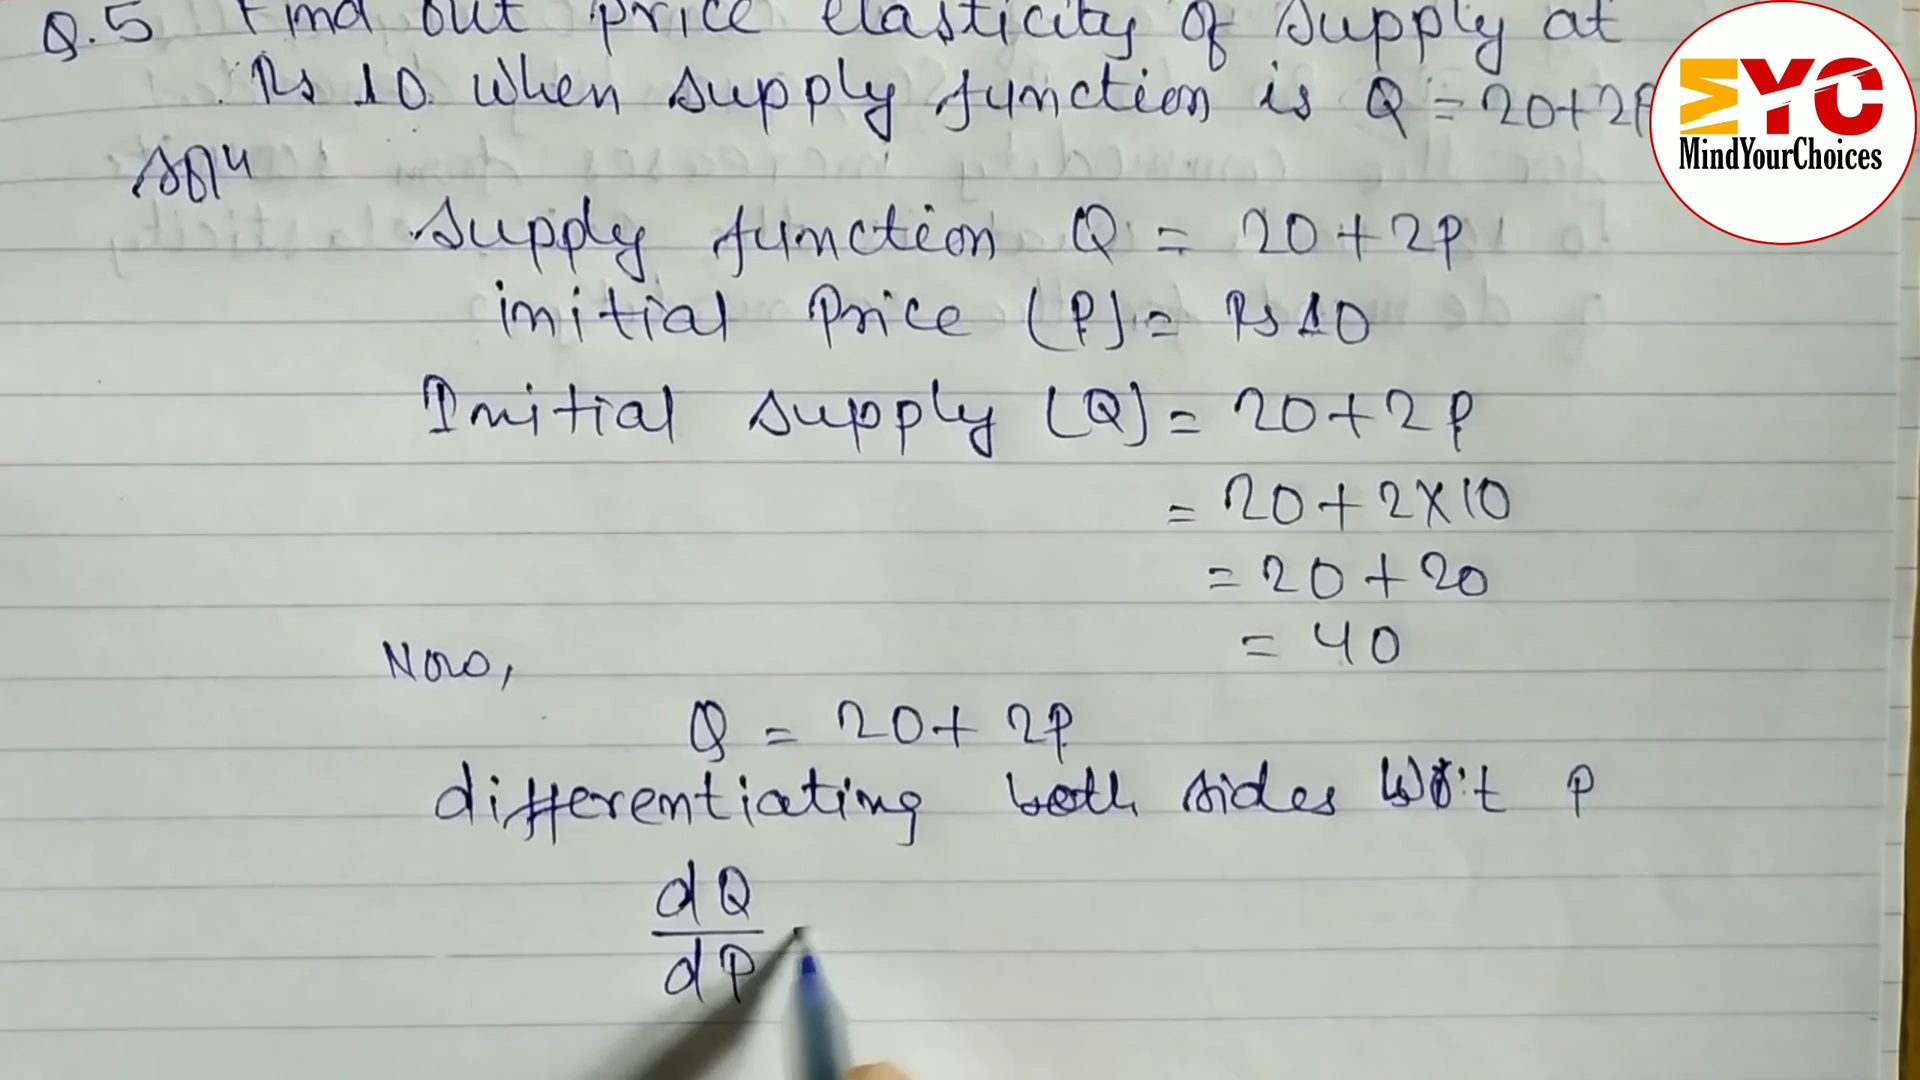 Q.5 Find out price elasticity of supply at
Rs 10. When supply function is Q = 20+2P
MYC
MindYourChoices
Soln
Supply function Q = 20+2P
initial Price (P) = Rs 10
Initial supply (Q) = 20+2P
= 20+2×10
= 20+20
= 40
Now,
Q = 20+ 2P
differentiating both sides w.r.t P
dQ
dP